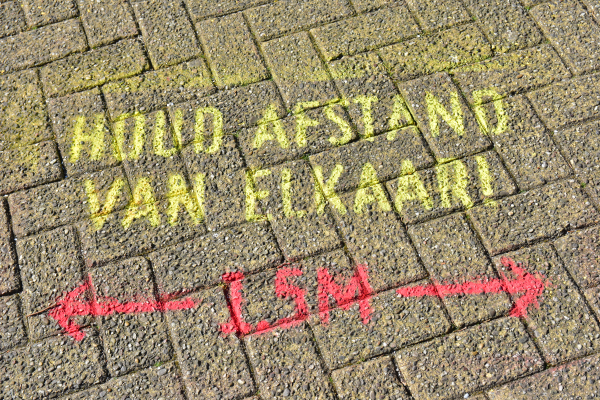 HOUD AFSTAND
VAN ELKAAR!
1,5M